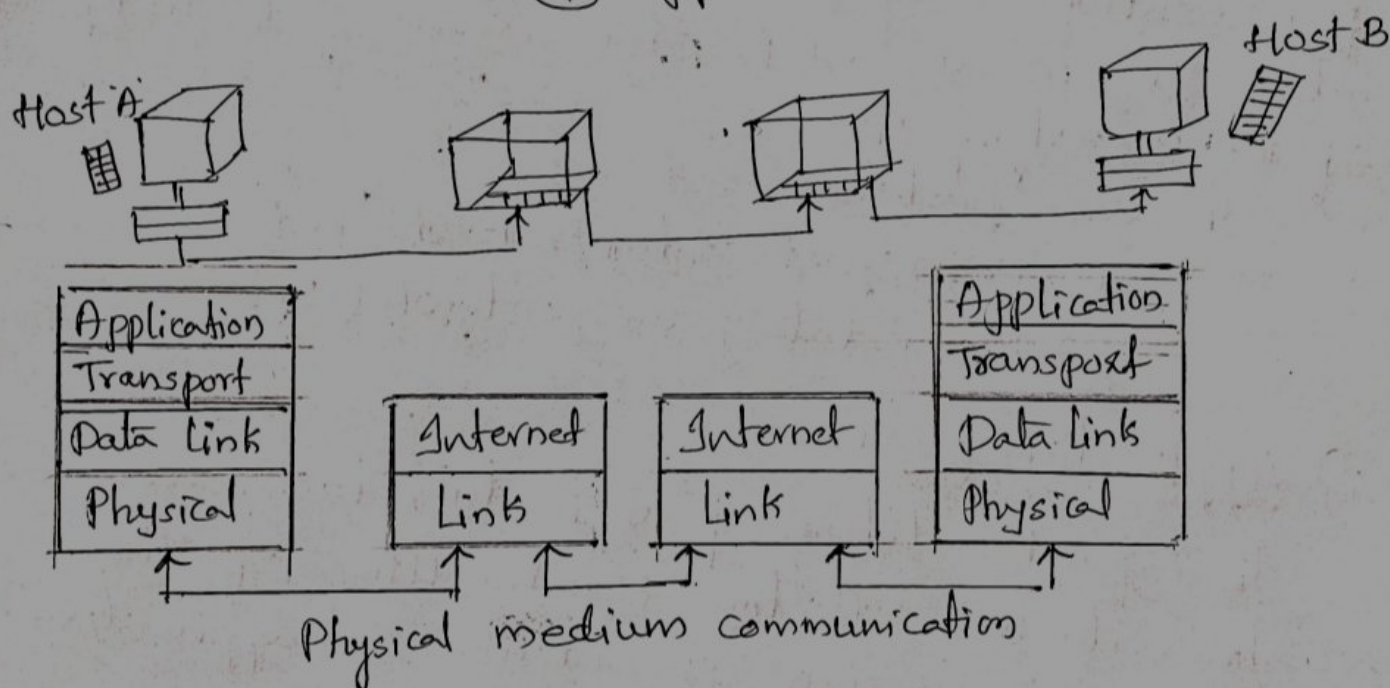 Host B
Host A
Application
Transport
Data Link
Physical
Internet
Link
Internet
Link
Application
Transport
Data Link
Physical
Physical medium communication